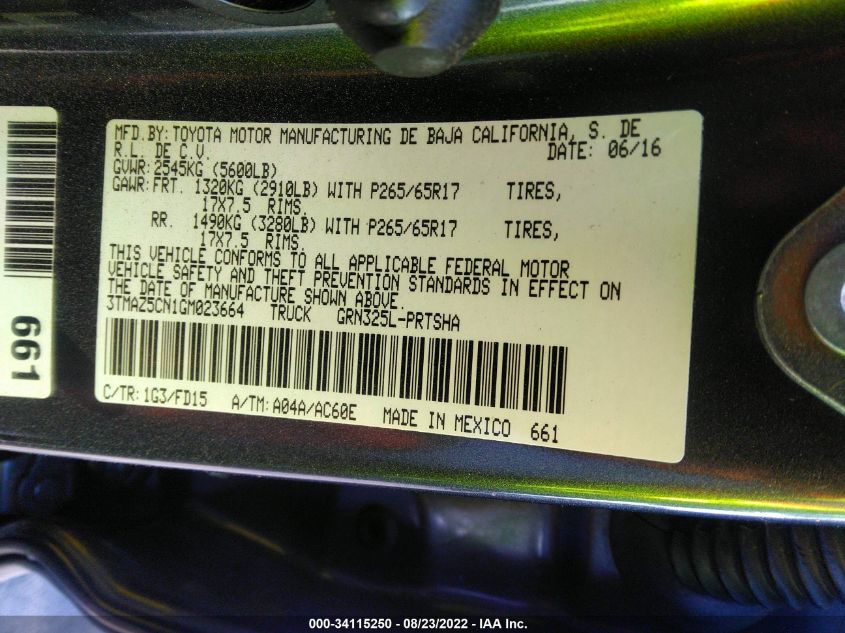 MFD.BY: TOYOTA MOTOR MANUFACTURING DE BAJA CALIFORNIA, S. DE
R.L. DE C.V. DATE: 06/16
GVWR: 2545KG (5600LB)
GAWR: FRT. 1320KG (2910LB) WITH P265/65R17 TIRES,
17X7.5 RIMS.
RR. 1490KG (3280LB) WITH P265/65R17 TIRES,
17X7.5 RIMS.
THIS VEHICLE CONFORMS TO ALL APPLICABLE FEDERAL MOTOR
VEHICLE SAFETY AND THEFT PREVENTION STANDARDS IN EFFECT ON
THE DATE OF MANUFACTURE SHOWN ABOVE.
3TMAZ5CN1GM023664 TRUCK GRN325L-PRTSHA
C/TR: 1G3/FD15 A/TM: A04A/AC60E MADE IN MEXICO 661
661
000-34115250 - 08/23/2022 - IAA Inc.